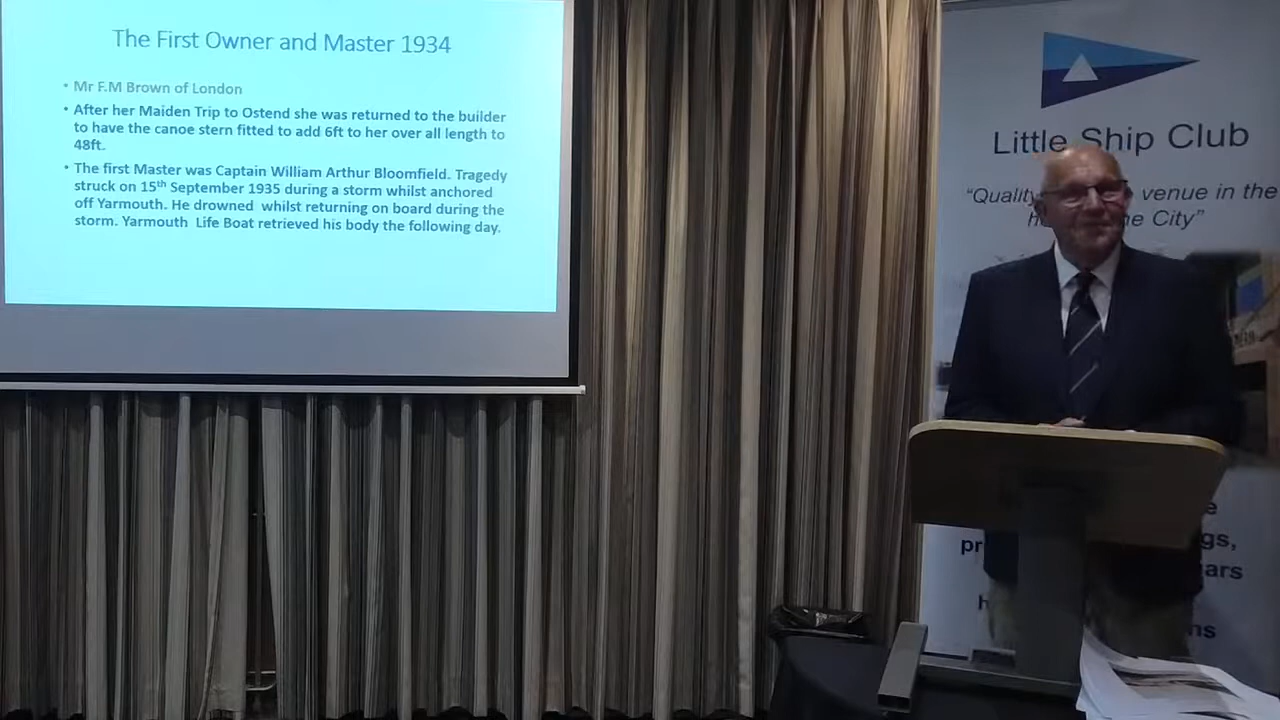 The First Owner and Master 1934
• Mr F.M Brown of London
• After her Maiden Trip to Ostend she was returned to the builder
to have the canoe stern fitted to add 6ft to her over all length to
48ft.
• The first Master was Captain William Arthur Bloomfield. Tragedy
struck on 15th September 1935 during a storm whilst anchored
off Yarmouth. He drowned whilst returning on board during the
storm. Yarmouth Life Boat retrieved his body the following day.
Little Ship Club
“Quality venue in the
City”